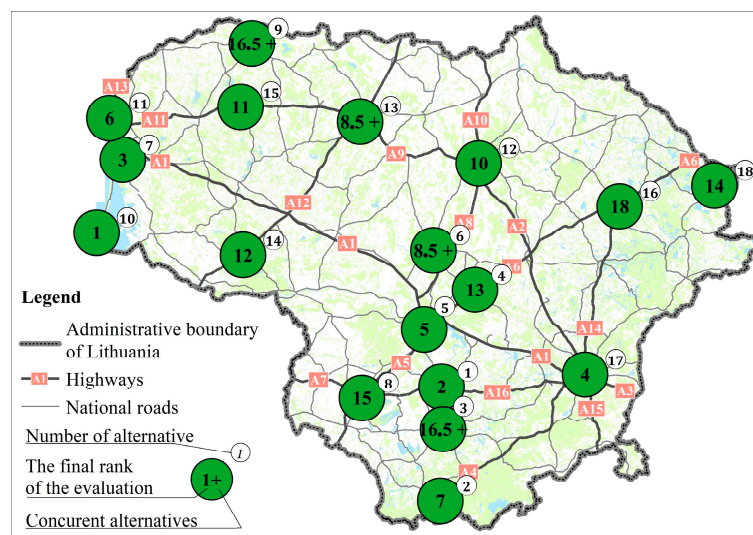 9
16.5 +
A13
11
15
6
A11
11
13
8.5 +
A10
7
3
A1
A9
12
10
A6
18
14
16
18
A12
10
1
14
12
A1
A8
6
8.5 +
A2
4
A6
13
5
5
A14
A1
17
4
A3
A15
A5
A7
8
15
1
2
A16
3
16.5 +
A4
2
7
Legend
Administrative boundary
of Lithuania
A1 Highways
National roads
Number of alternative
1
The final rank
of the evaluation
1+
Concurent alternatives